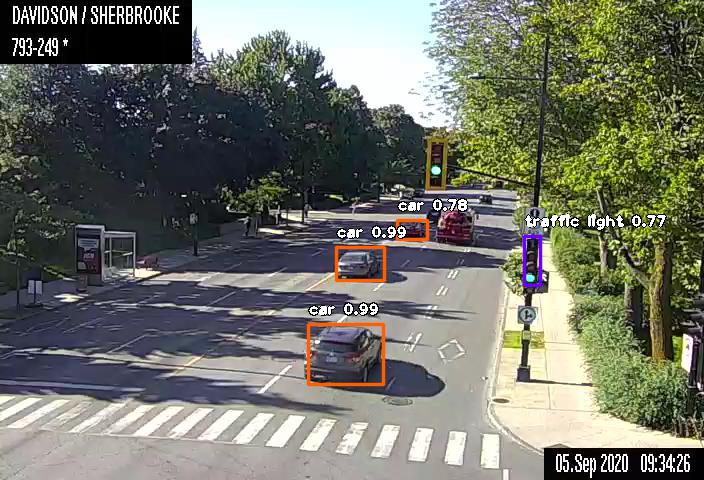 DAVIDSON / SHERBROOKE
793-249 *
car 0.78
traffic light 0.77
car 0.99
car 0.99
05.Sep 2020 09:34:26